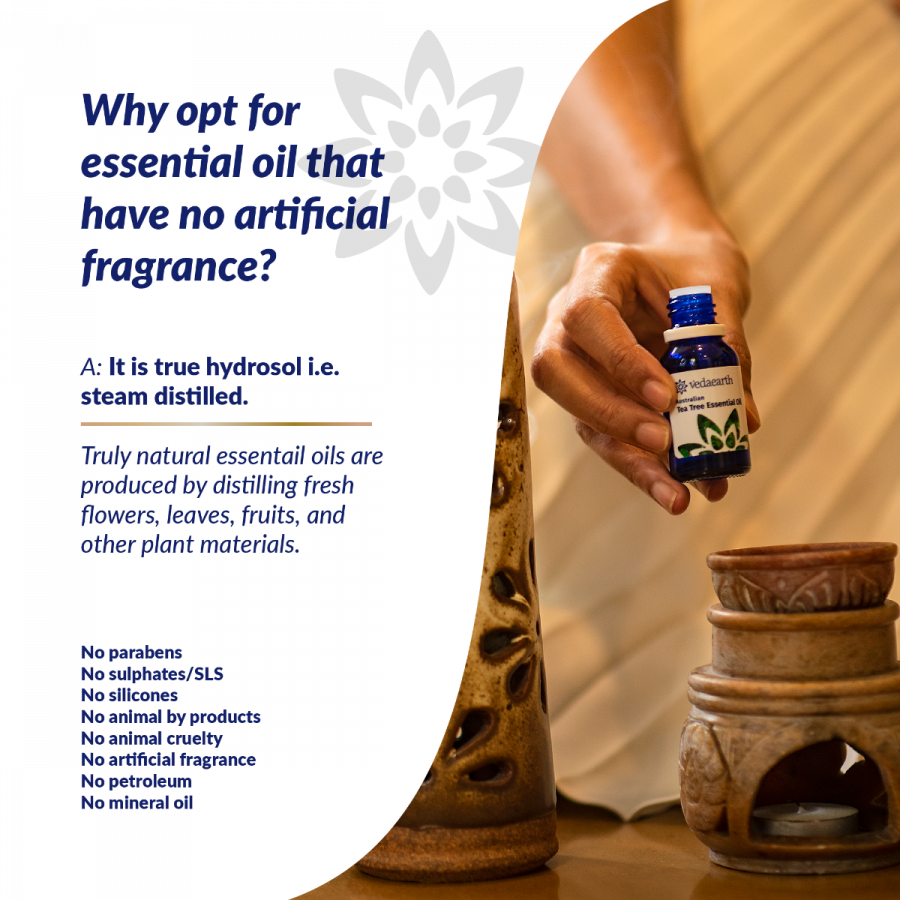 Why opt for
essential oil that
have no artificial
fragrance?
A: It is true hydrosol i.e.
steam distilled.
Truly natural essentail oils are
produced by distilling fresh
flowers, leaves, fruits, and
other plant materials.
No parabens
No sulphates/SLS
No silicones
No animal by products
No animal cruelty
No artificial fragrance
No petroleum
No mineral oil
vedaearth
Australian
Tea Tree Essential Oil